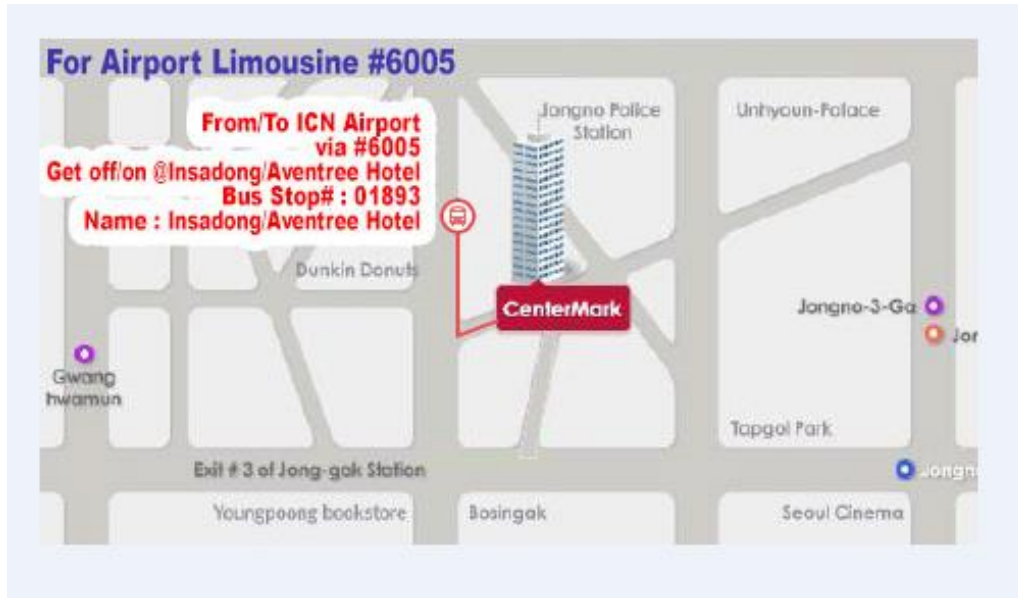 For Airport Limousine #6005
From/To ICN Airport
via #6005
Get off/on @Insadong/Aventree Hotel
Bus Stop# : 01893
Name : Insadong/Aventree Hotel
Jongno Police
Station
Unhyoun-Palace
Dunkin Donuts
CenterMark
Jongno-3-Ga
Jor
Gwang
hwamun
Tapgol Park
Exit # 3 of Jong-gak Station
Jongn
Youngpoong bookstore
Bosingak
Seoul Cinema